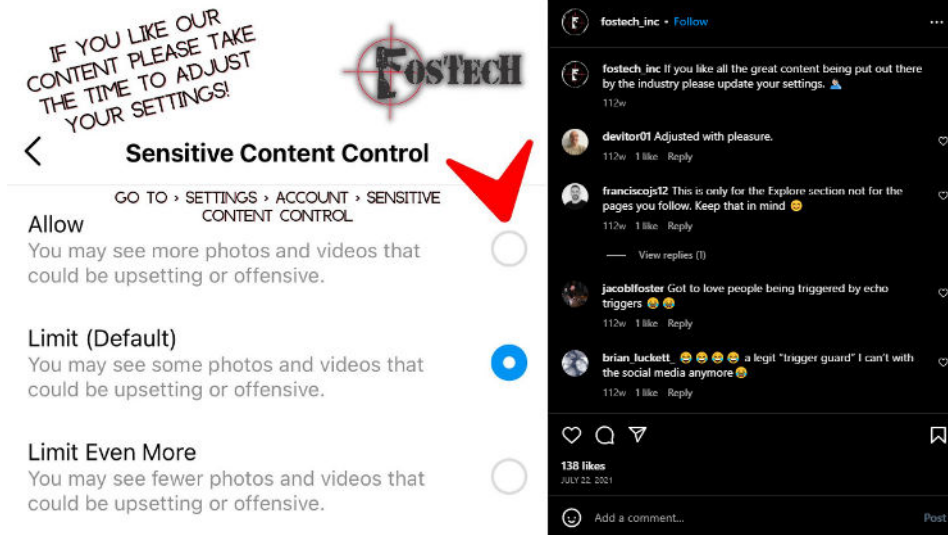 IF YOU LIKE OUR
CONTENT PLEASE TAKE
THE TIME TO ADJUST
YOUR SETTINGS!
FOSTECH
Sensitive Content Control
GO TO > SETTINGS > ACCOUNT > SENSITIVE
CONTENT CONTROL
Allow
You may see more photos and videos that
could be upsetting or offensive.
Limit (Default)
You may see some photos and videos that
could be upsetting or offensive.
Limit Even More
You may see fewer photos and videos that
could be upsetting or offensive.
fostech_inc • Follow
fostech_inc If you like all the great content being put out there
by the industry please update your settings. 🤷🏼‍♂️
112w
devitor01 Adjusted with pleasure.
112w 1 like Reply
franciscojs12 This is only for the Explore section not for the
pages you follow. Keep that in mind 😊
112w 1 like Reply
View replies (1)
jacoblfoster Got to love people being triggered by echo
triggers 😂😂
112w 1 like Reply
brian_luckett_ 😂😂😂😂 a legit "trigger guard" I can't with
the social media anymore😂
112w 1 like Reply
138 likes
JULY 22, 2021
Add a comment...
Post